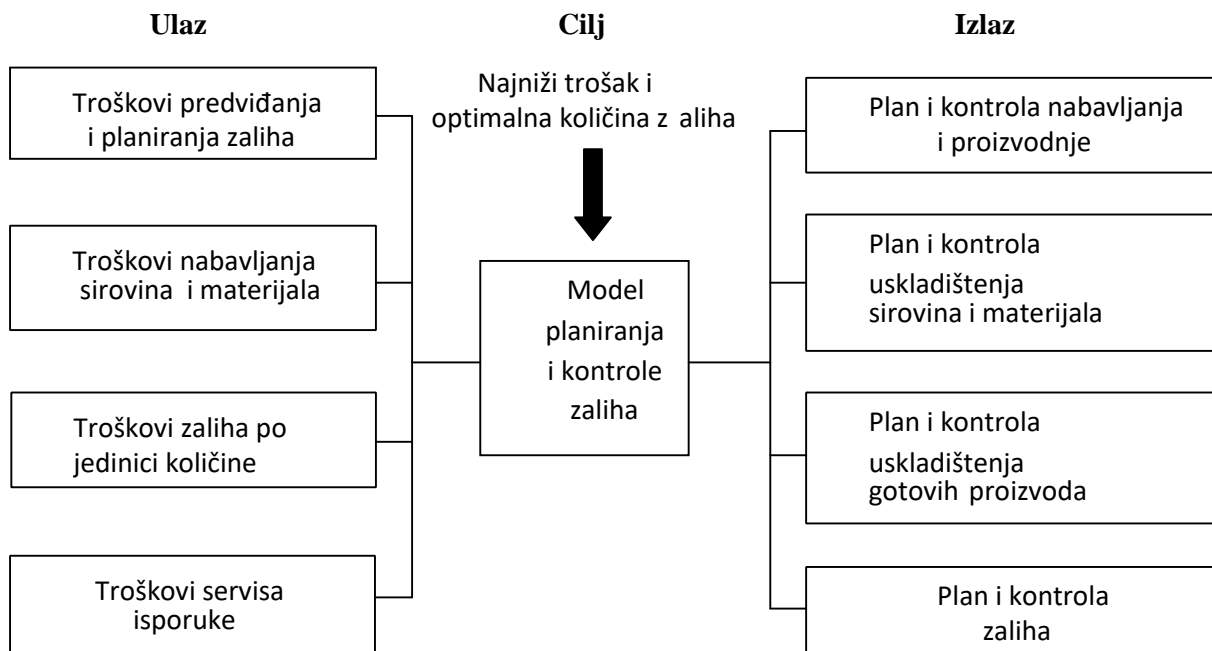 Ulaz
Troškovi predviđanja
i planiranja zaliha
Troškovi nabavljanja
sirovina i materijala
Troškovi zaliha po
jedinici količine
Troškovi servisa
isporuke
Cilj
Najniži trošak i
optimalna količina z aliha
Model
planiranja
i kontrole
zaliha
Izlaz
Plan i kontrola nabavljanja
i proizvodnje
Plan i kontrola
uskladištenja
sirovina i materijala
Plan i kontrola
uskladištenja
gotovih proizvoda
Plan i kontrola
zaliha